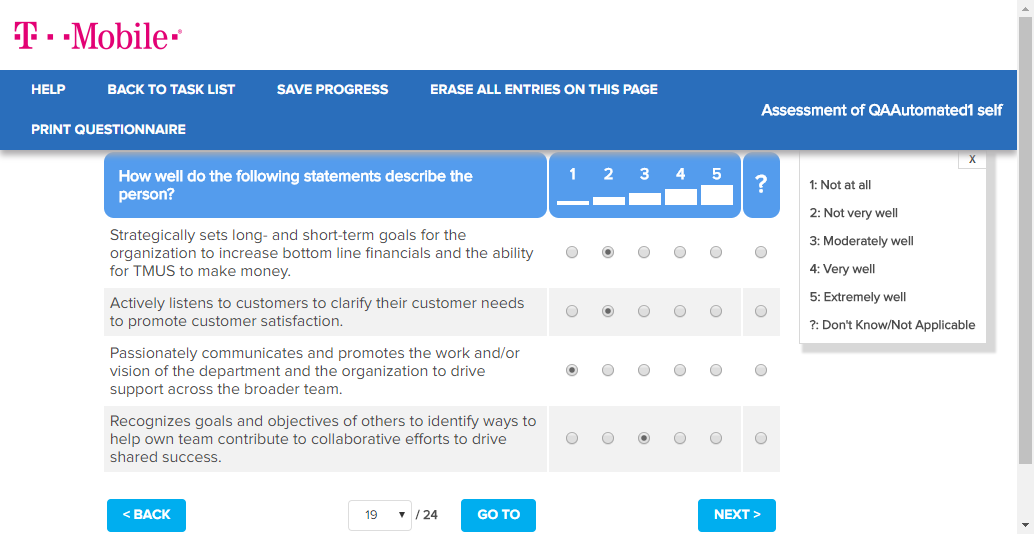 T··Mobile·®
HELP BACK TO TASK LIST SAVE PROGRESS ERASE ALL ENTRIES ON THIS PAGE
Assessment of QAAutomated1 self
PRINT QUESTIONNAIRE
How well do the following statements describe the
person?
1 2 3 4 5 ?
X
1: Not at all
2: Not very well
3: Moderately well
4: Very well
5: Extremely well
?: Don't Know/Not Applicable
Strategically sets long- and short-term goals for the
organization to increase bottom line financials and the ability
for TMUS to make money.
Actively listens to customers to clarify their customer needs
to promote customer satisfaction.
Passionately communicates and promotes the work and/or
vision of the department and the organization to drive
support across the broader team.
Recognizes goals and objectives of others to identify ways to
help own team contribute to collaborative efforts to drive
shared success.
< BACK 19 / 24 GO TO NEXT >